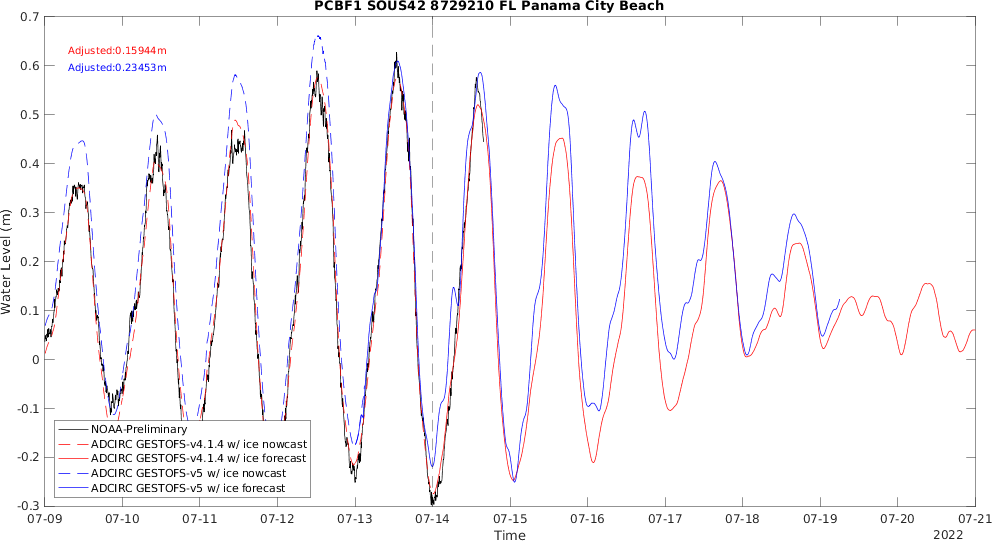 PCBF1 SOUS42 8729210 FL Panama City Beach
0.7
Adjusted:0.15944m
Adjusted:0.23453m
0.6
0.5
0.4
0.3
0.2
0.1
0
-0.1
-0.2
-0.3
Water Level (m)
NOAA-Preliminary
ADCIRC GESTOFS-v4.1.4 w/ ice nowcast
ADCIRC GESTOFS-v4.1.4 w/ ice forecast
ADCIRC GESTOFS-v5 w/ ice nowcast
ADCIRC GESTOFS-v5 w/ ice forecast
07-09 07-10 07-11 07-12 07-13 07-14 07-15 07-16 07-17 07-18 07-19 07-20 07-21
Time
2022